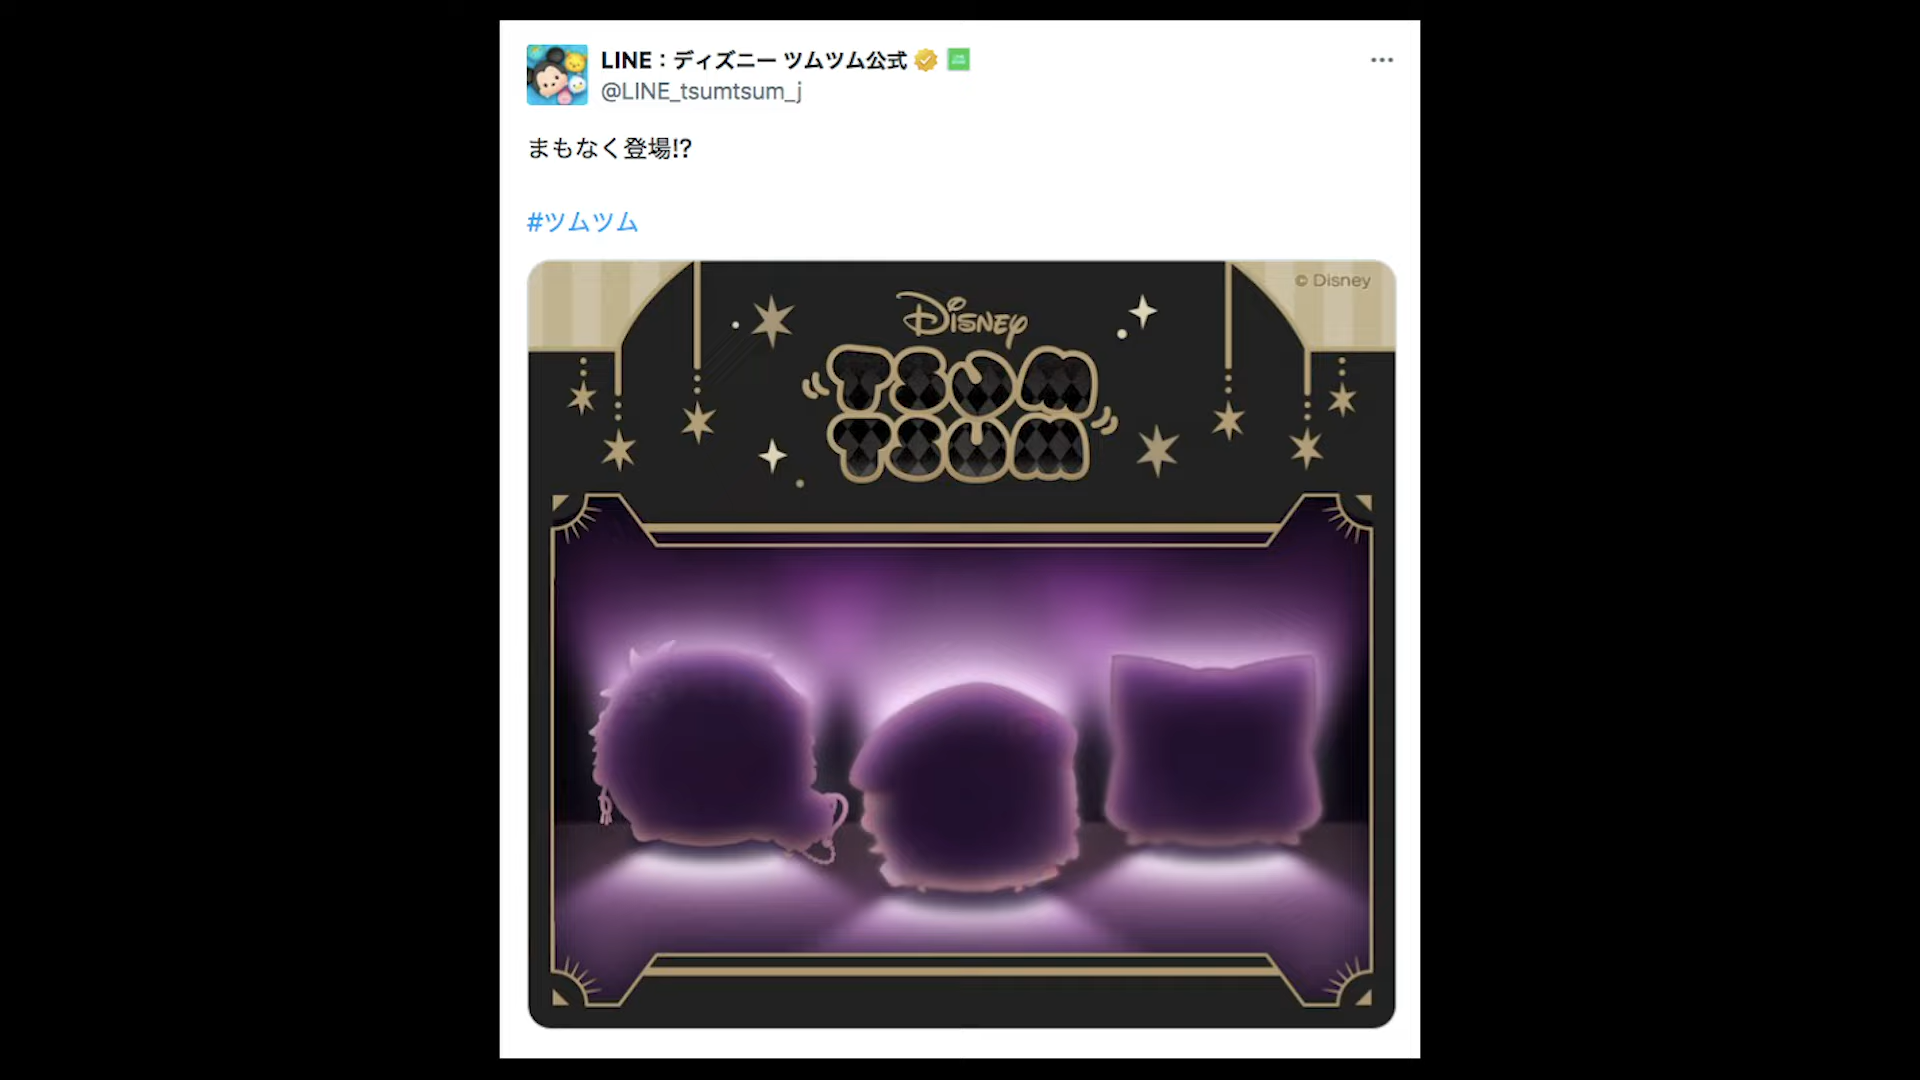 LINE：ディズニー ツムツム公式
@LINE_tsumtsum_j
まもなく登場!?
#ツムツム
© Disney
Disney
TSUM
TSUM